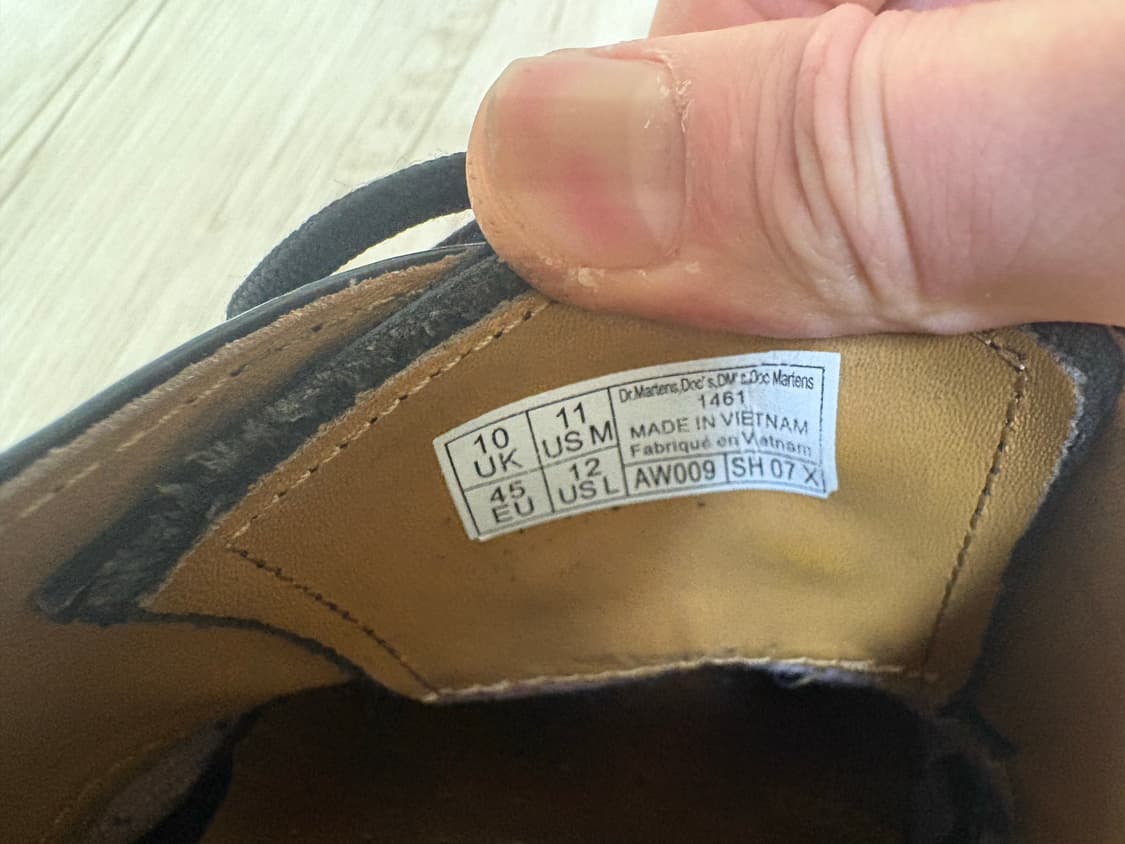 10 UK
11 US M
45 EU
12 US L
Dr.Martens,Doc's,DM's,Doc Martens
1461
MADE IN VIETNAM
Fabriqué en Vietnam
AW009
SH 07 X